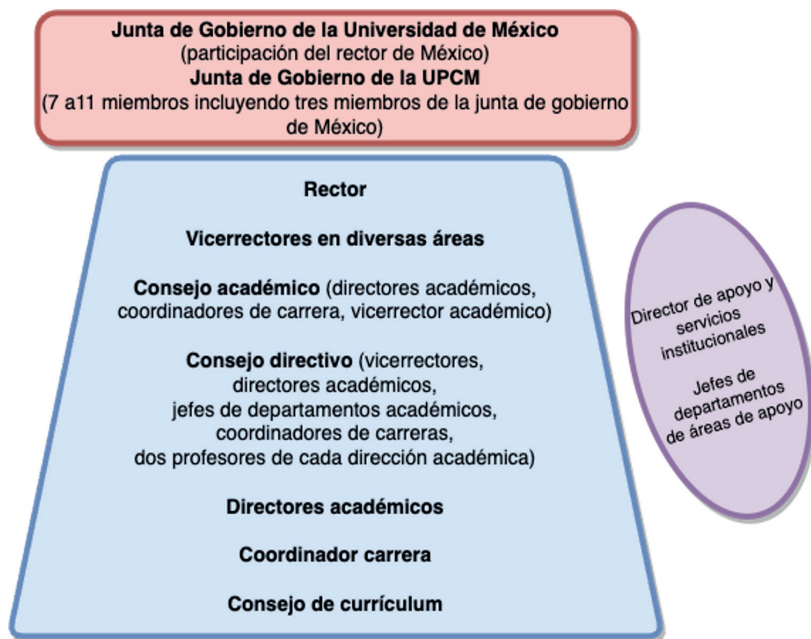 Junta de Gobierno de la Universidad de México
(participación del rector de México)
Junta de Gobierno de la UPCM
(7 a11 miembros incluyendo tres miembros de la junta de gobierno
de México)
Rector
Vicerrectores en diversas áreas
Consejo académico (directores académicos,
coordinadores de carrera, vicerrector académico)
Consejo directivo (vicerrectores,
directores académicos,
jefes de departamentos académicos,
coordinadores de carreras,
dos profesores de cada dirección académica)
Directores académicos
Coordinador carrera
Consejo de currículum
Director de apoyo y
servicios
institucionales
Jefes de
departamentos
de áreas de apoyo